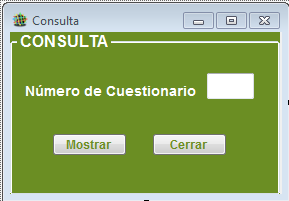 Consulta
CONSULTA
Número de Cuestionario
Mostrar Cerrar